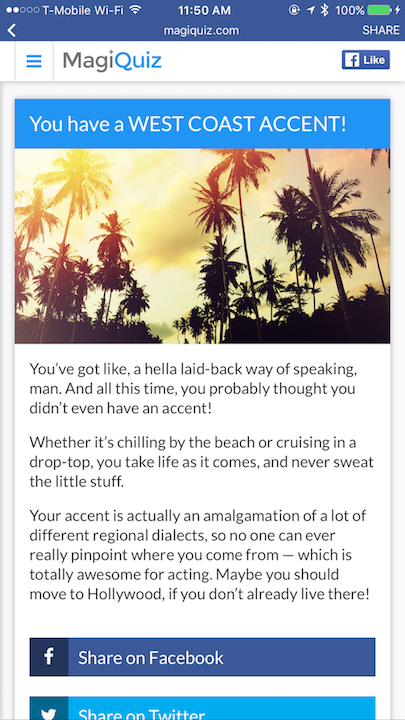 T-Mobile Wi-Fi 11:50 AM 100%
magiquiz.com SHARE
MagiQuiz Like
You have a WEST COAST ACCENT!
You’ve got like, a hella laid-back way of speaking,
man. And all this time, you probably thought you
didn’t even have an accent!
Whether it’s chilling by the beach or cruising in a
drop-top, you take life as it comes, and never sweat
the little stuff.
Your accent is actually an amalgamation of a lot of
different regional dialects, so no one can ever
really pinpoint where you come from — which is
totally awesome for acting. Maybe you should
move to Hollywood, if you don’t already live there!
Share on Facebook
Share on Twitter